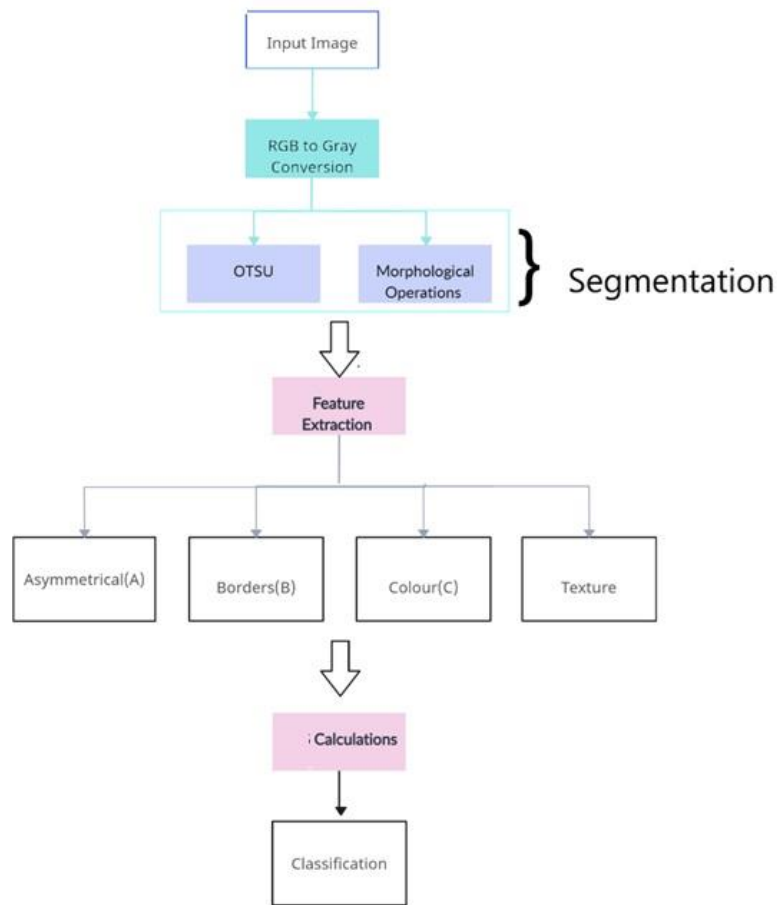 Input Image
RGB to Gray
Conversion
OTSU
Morphological
Operations
}
Segmentation
Feature
Extraction
Asymmetrical(A)
Borders(B)
Colour(C)
Texture
Calculations
Classification